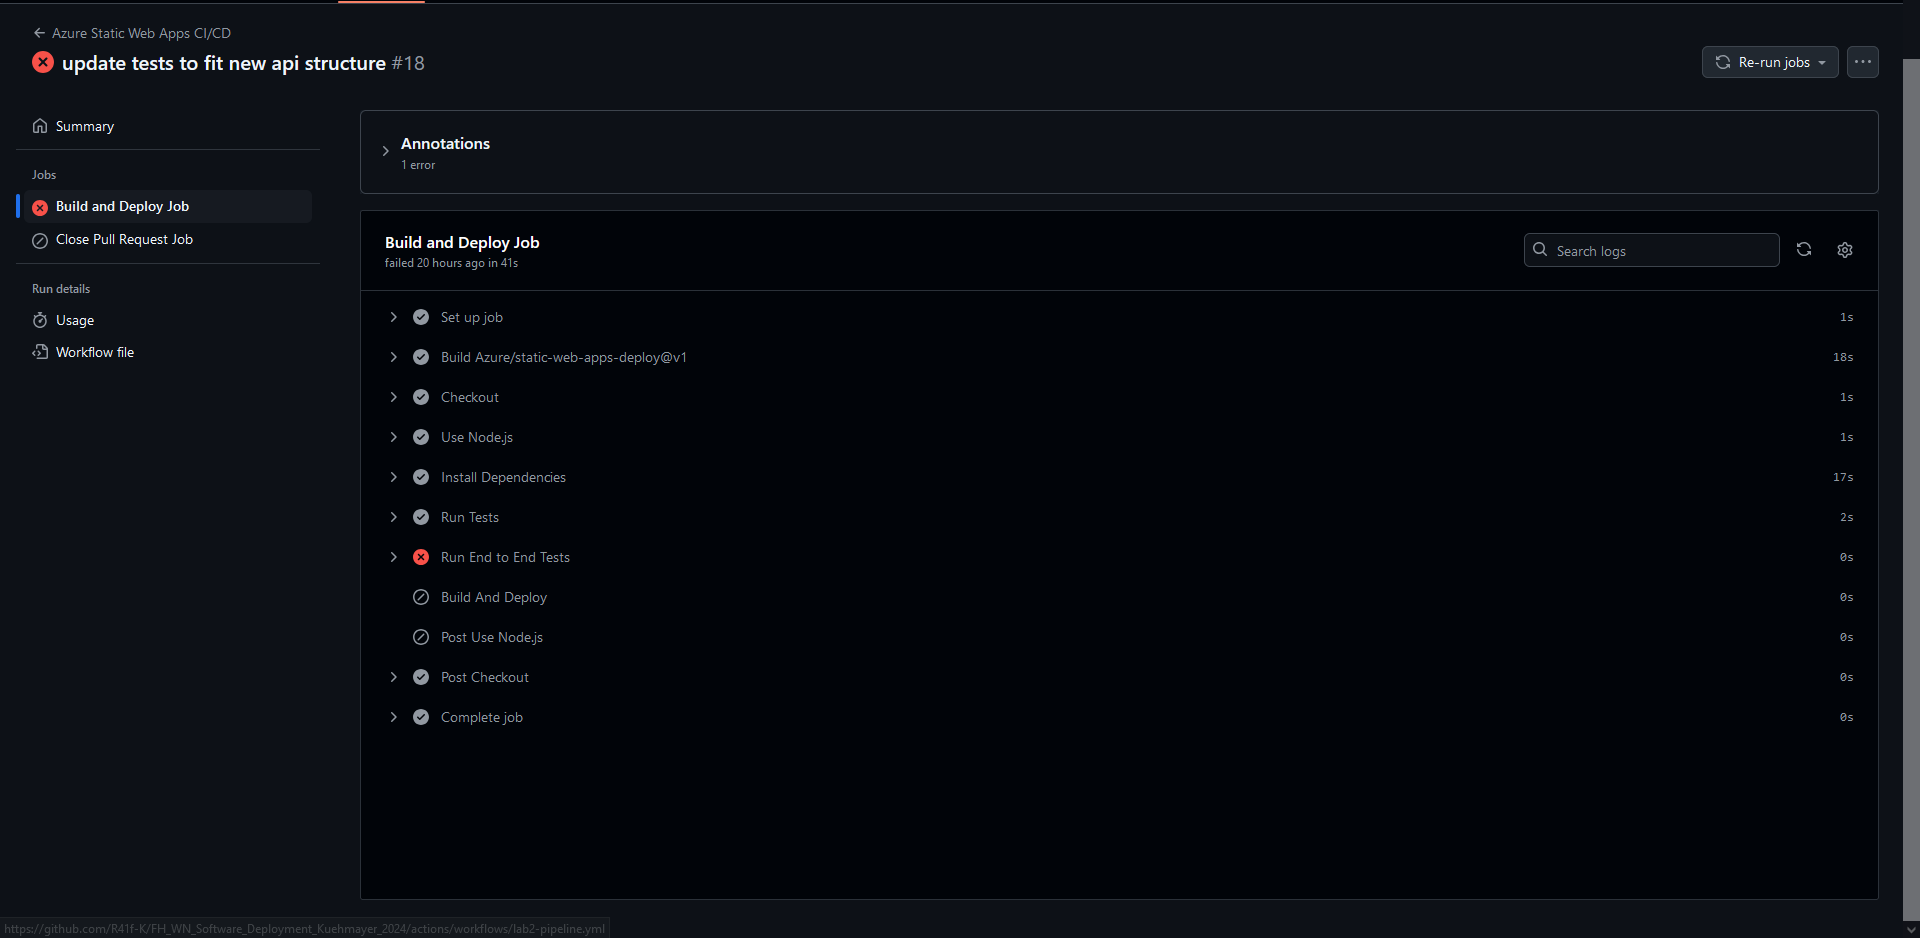 Azure Static Web Apps CI/CD
update tests to fit new api structure #18
Re-run jobs
Summary
Jobs
Build and Deploy Job
Close Pull Request Job
Run details
Usage
Workflow file
Annotations
1 error
Build and Deploy Job
failed 20 hours ago in 41s
Search logs
Set up job 1s
Build Azure/static-web-apps-deploy@v1 18s
Checkout 1s
Use Node.js 1s
Install Dependencies 17s
Run Tests 2s
Run End to End Tests 0s
Build And Deploy 0s
Post Use Node.js 0s
Post Checkout 0s
Complete job 0s
https://github.com/R41f-K/FH_WN_Software_Deployment_Kuehmayer_2024/actions/workflows/lab2-pipeline.yml